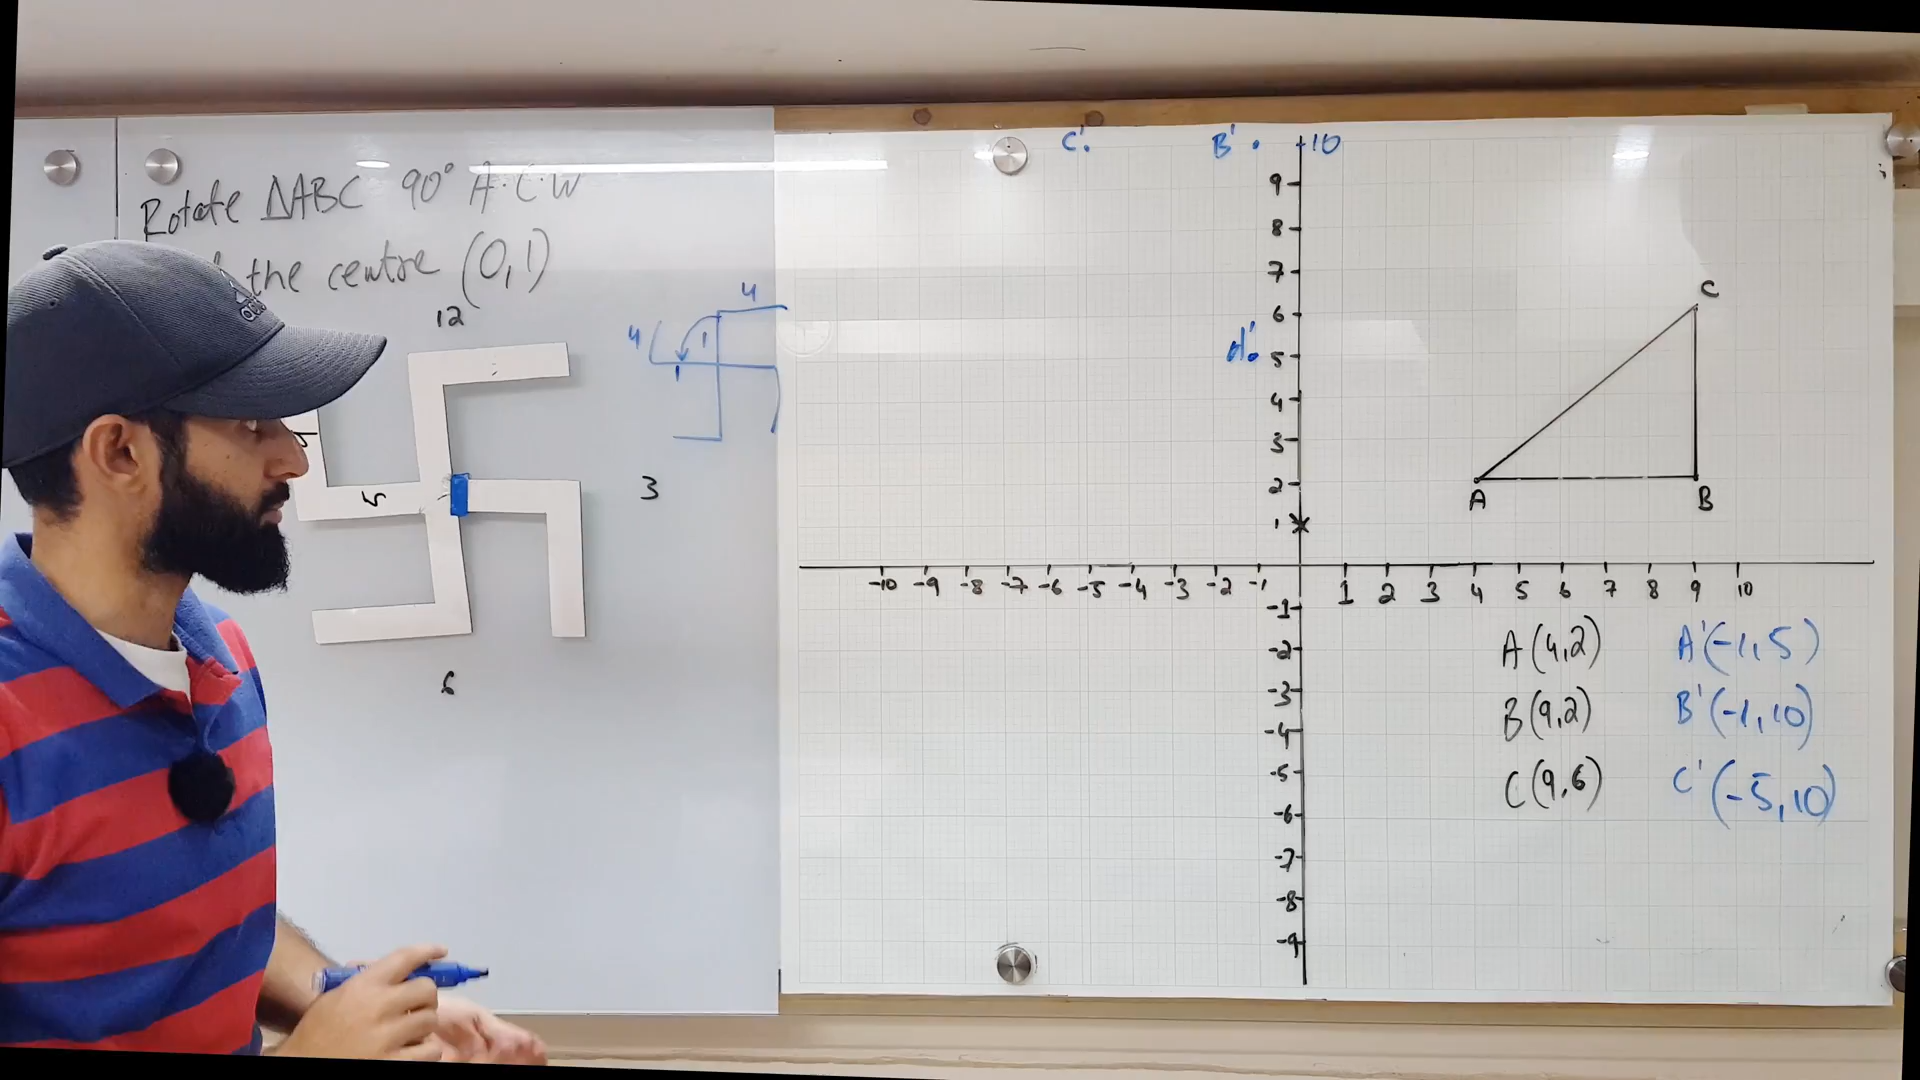 Rotate ΔABC 90° A.C.W
the centre (0,1)
12
3
6
5
4
4
1
1
C'
B'
A'
10
9
8
7
6
5
4
3
2
1
-10 -9 -8 -7 -6 -5 -4 -3 -2 -1 1 2 3 4 5 6 7 8 9 10
-1
-2
-3
-4
-5
-6
-7
-8
-9
C
A
B
A(4,2) A'(-1,5)
B(9,2) B'(-1,10)
C(9,6) C'(-5,10)